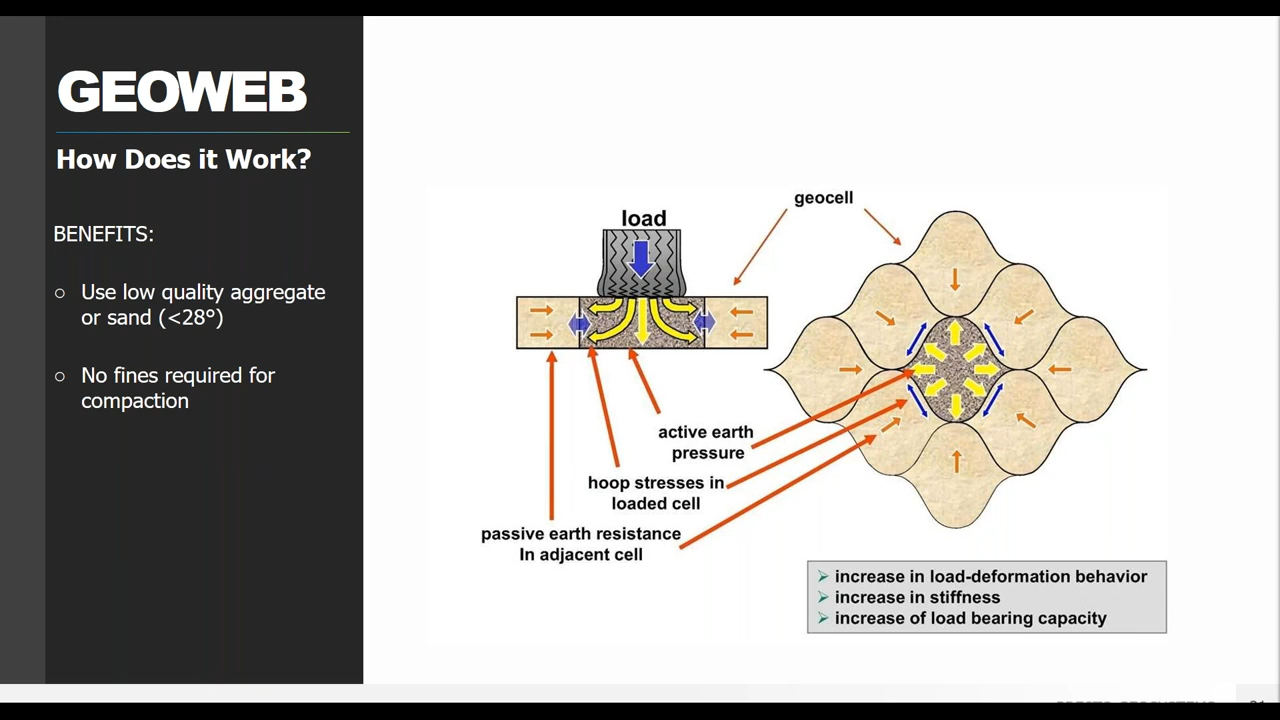 GEOWEB
How Does it Work?
BENEFITS:
○ Use low quality aggregate
or sand (<28°)
○ No fines required for
compaction
geocell
load
active earth
pressure
hoop stresses in
loaded cell
passive earth resistance
In adjacent cell
➢ increase in load-deformation behavior
➢ increase in stiffness
➢ increase of load bearing capacity